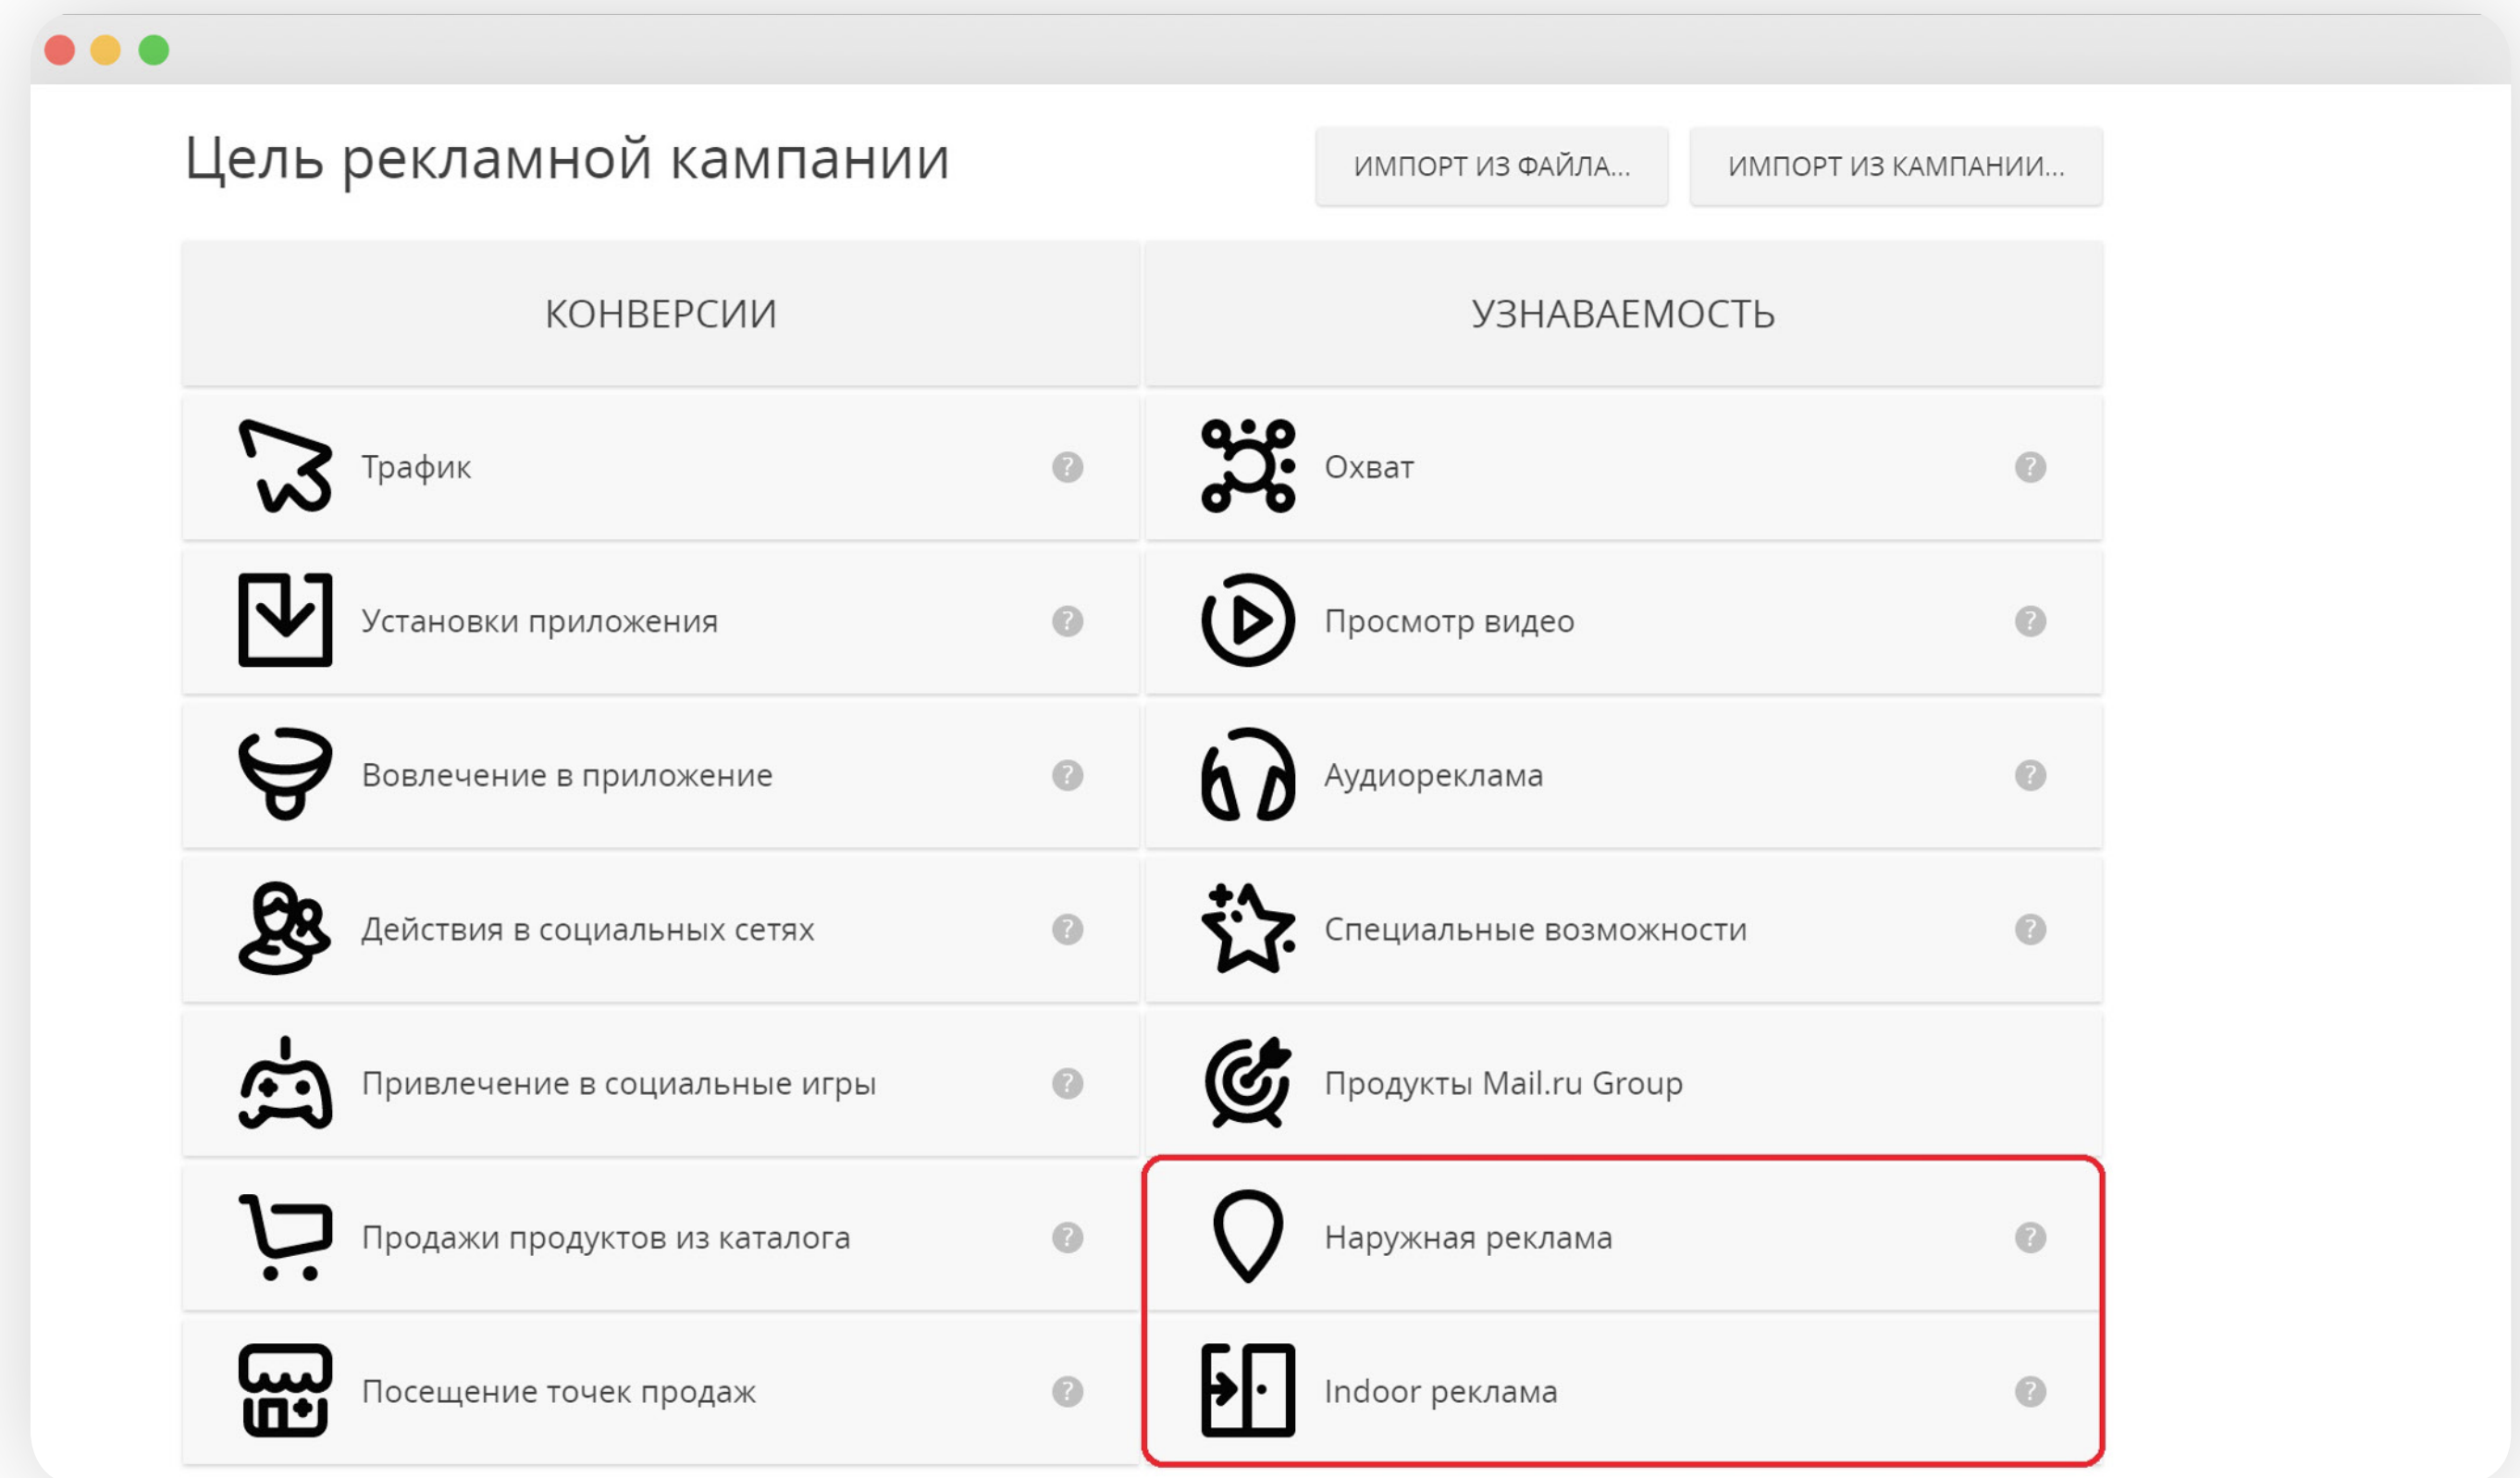 Цель рекламной кампании
ИМПОРТ ИЗ ФАЙЛА...
ИМПОРТ ИЗ КАМПАНИИ...
КОНВЕРСИИ
УЗНАВАЕМОСТЬ
Трафик ?
Охват ?
Установки приложения ?
Просмотр видео ?
Вовлечение в приложение ?
Аудиореклама ?
Действия в социальных сетях ?
Специальные возможности ?
Привлечение в социальные игры ?
Продукты Mail.ru Group
Продажи продуктов из каталога ?
Наружная реклама ?
Посещение точек продаж ?
Indoor реклама ?